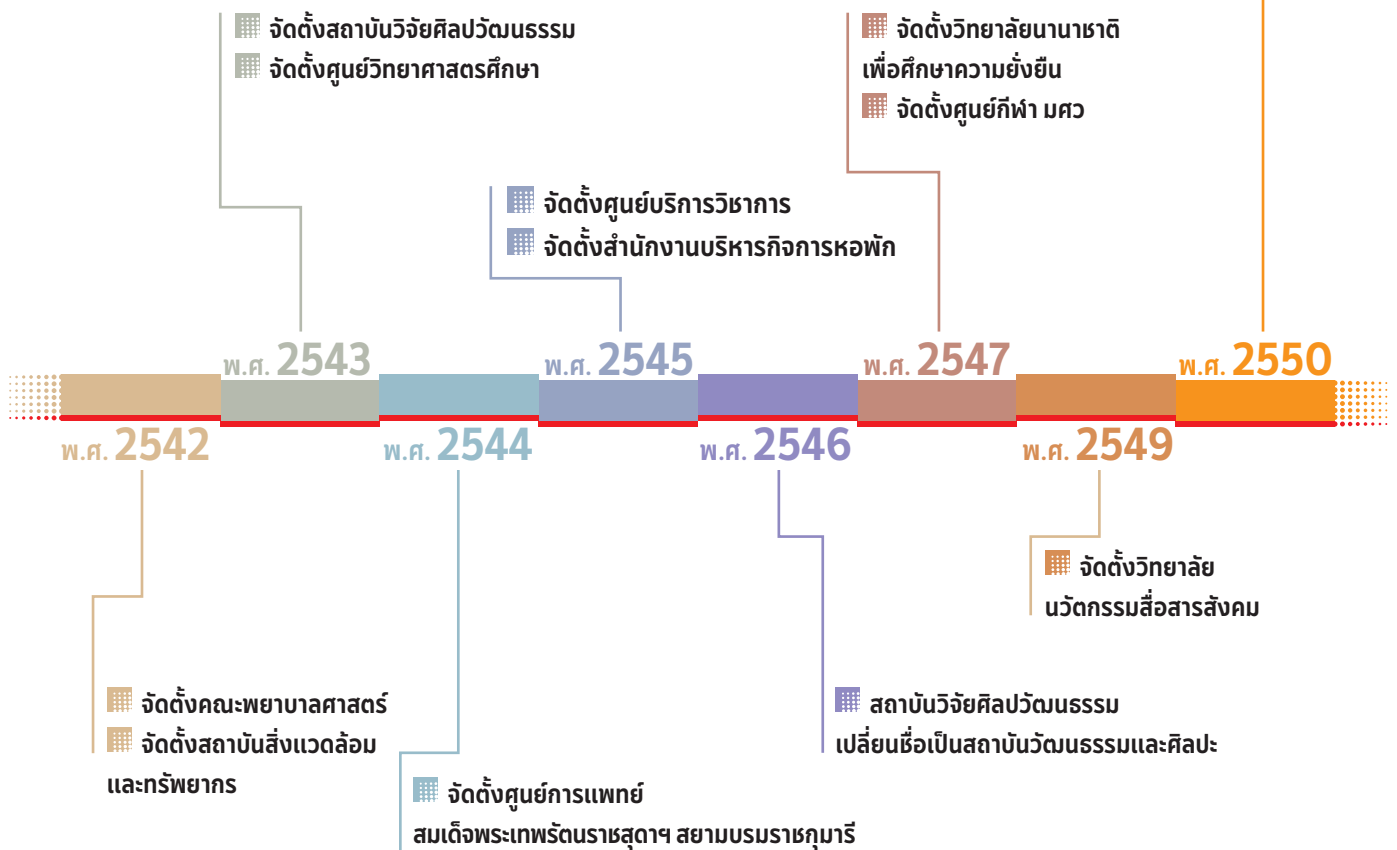 จัดตั้งสถาบันวิจัยศิลปวัฒนธรรม
จัดตั้งศูนย์วิทยาศาสตรศึกษา
จัดตั้งวิทยาลัยนานาชาติ
เพื่อศึกษาความยั่งยืน
จัดตั้งศูนย์กีฬา มศว
จัดตั้งศูนย์บริการวิชาการ
จัดตั้งสำนักงานบริหารกิจการหอพัก
พ.ศ. 2543
พ.ศ. 2545
พ.ศ. 2547
พ.ศ. 2550
พ.ศ. 2542
พ.ศ. 2544
พ.ศ. 2546
พ.ศ. 2549
จัดตั้งวิทยาลัย
นวัตกรรมสื่อสารสังคม
จัดตั้งคณะพยาบาลศาสตร์
จัดตั้งสถาบันสิ่งแวดล้อม
และทรัพยากร
สถาบันวิจัยศิลปวัฒนธรรม
เปลี่ยนชื่อเป็นสถาบันวัฒนธรรมและศิลปะ
จัดตั้งศูนย์การแพทย์
สมเด็จพระเทพรัตนราชสุดาฯ สยามบรมราชกุมารี